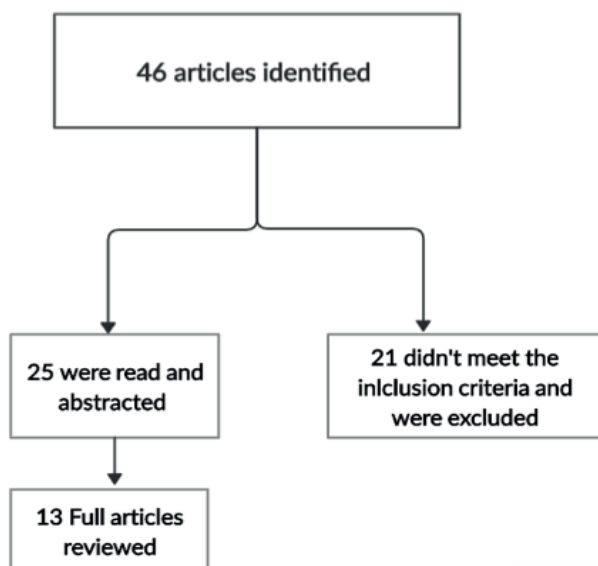 46 articles identified
25 were read and
abstracted
21 didn't meet the
inlclusion criteria and
were excluded
13 Full articles
reviewed